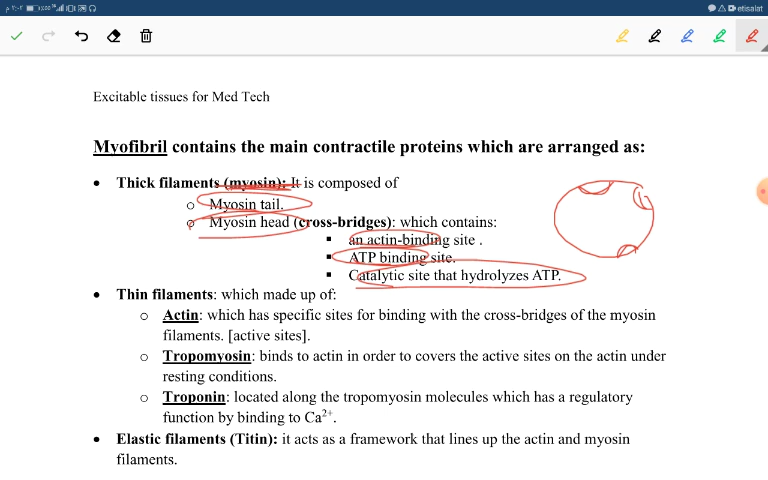 etisalat
Excitable tissues for Med Tech
Myofibril contains the main contractile proteins which are arranged as:
• Thick filaments (myosin): It is composed of
o Myosin tail.
o Myosin head (cross-bridges): which contains:
▪ an actin-binding site .
▪ ATP binding site.
▪ Catalytic site that hydrolyzes ATP.
• Thin filaments: which made up of:
o Actin: which has specific sites for binding with the cross-bridges of the myosin
filaments. [active sites].
o Tropomyosin: binds to actin in order to covers the active sites on the actin under
resting conditions.
o Troponin: located along the tropomyosin molecules which has a regulatory
function by binding to Ca²⁺.
• Elastic filaments (Titin): it acts as a framework that lines up the actin and myosin
filaments.